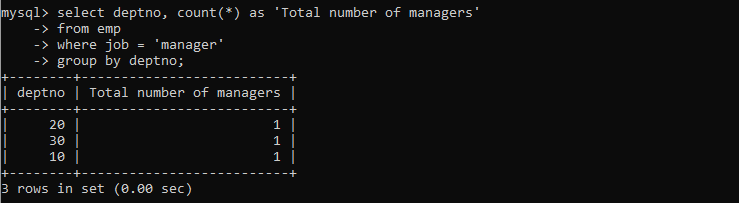 mysql> select deptno, count(*) as 'Total number of managers'
    -> from emp
    -> where job = 'manager'
    -> group by deptno;
+--------+--------------------------+
| deptno | Total number of managers |
+--------+--------------------------+
|     20 |                        1 |
|     30 |                        1 |
|     10 |                        1 |
+--------+--------------------------+
3 rows in set (0.00 sec)